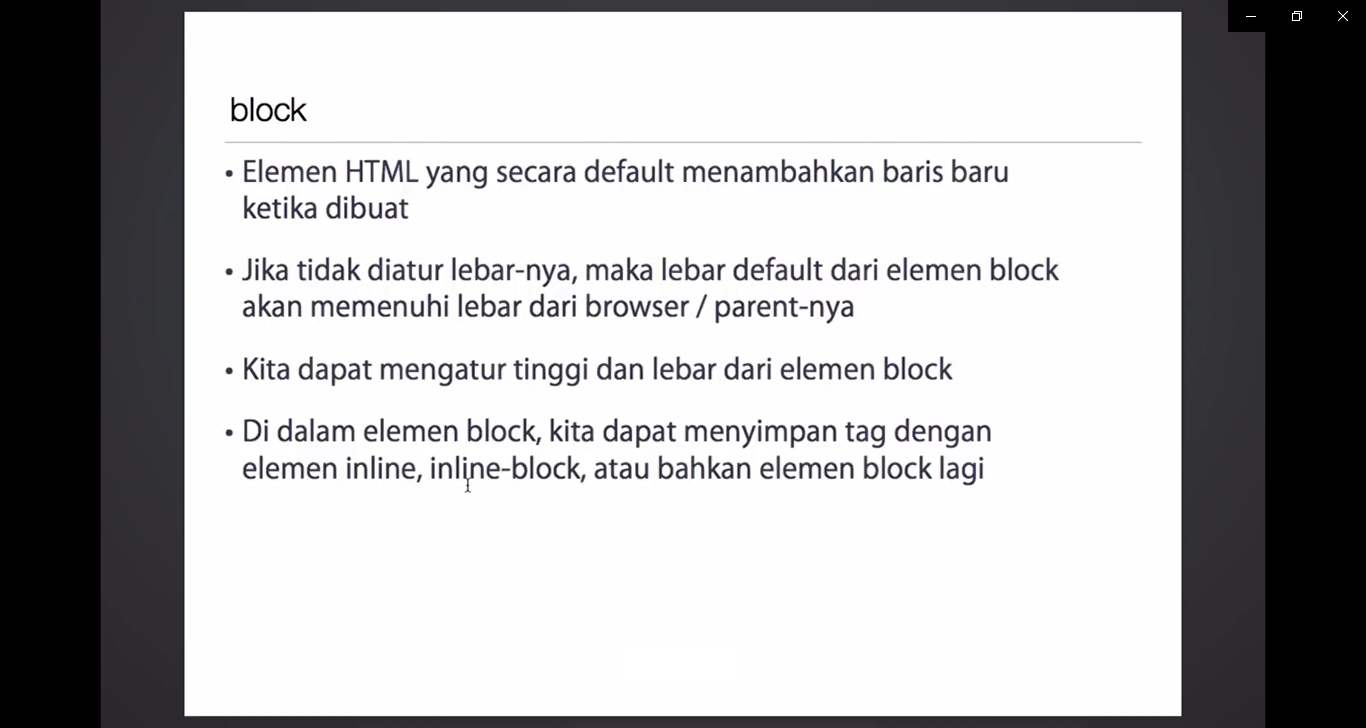 block
• Elemen HTML yang secara default menambahkan baris baru
ketika dibuat
• Jika tidak diatur lebar-nya, maka lebar default dari elemen block
akan memenuhi lebar dari browser / parent-nya
• Kita dapat mengatur tinggi dan lebar dari elemen block
• Di dalam elemen block, kita dapat menyimpan tag dengan
elemen inline, inline-block, atau bahkan elemen block lagi